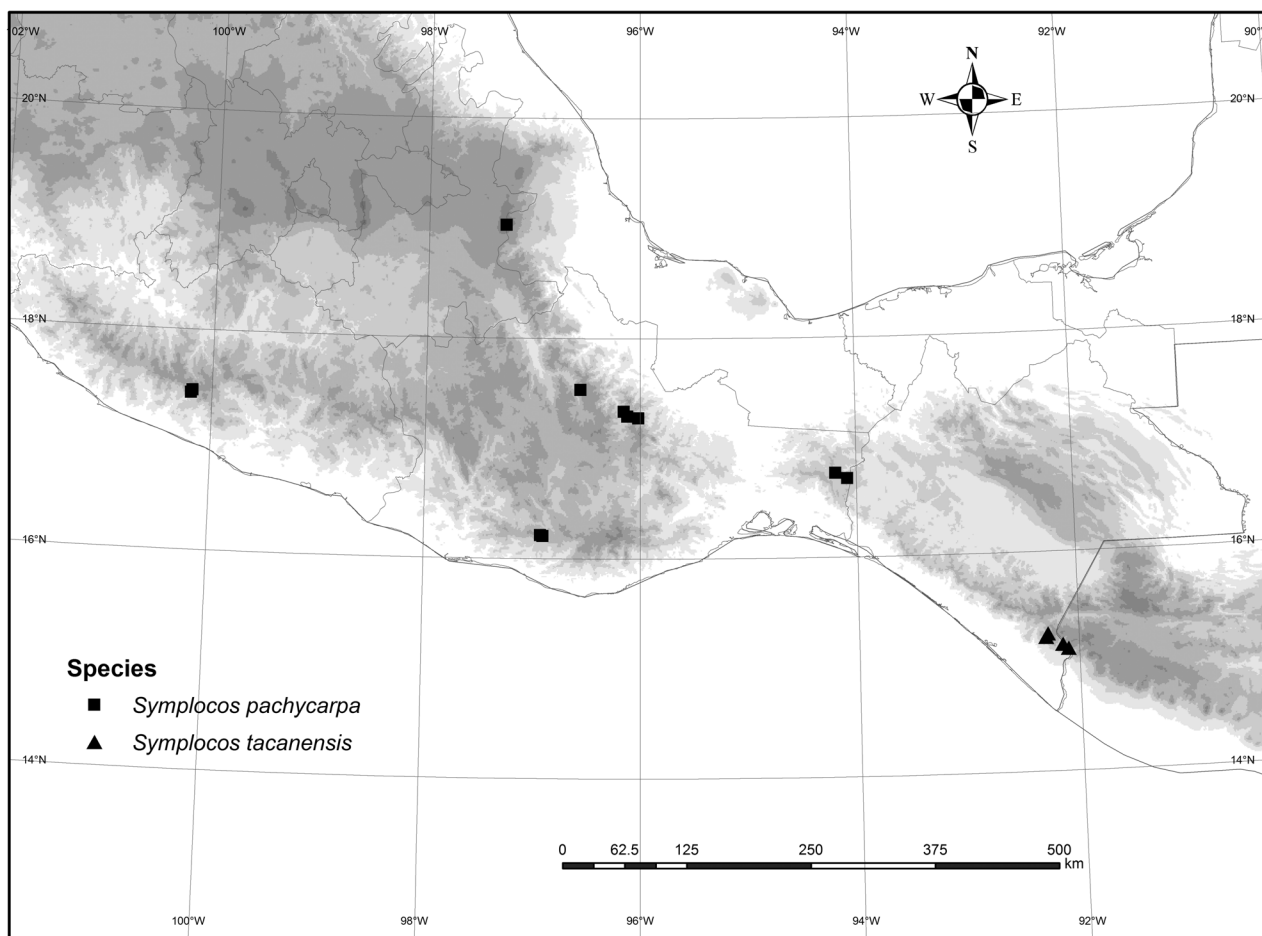 102°W 100°W 98°W 96°W 94°W 92°W 90°
N
20°N W E 20°N
S
18°N 18°N
16°N 16°N
Species
Symplocos pachycarpa
Symplocos tacanensis
14°N 14°N
0 62.5 125 250 375 500
km
100°W 98°W 96°W 94°W 92°W